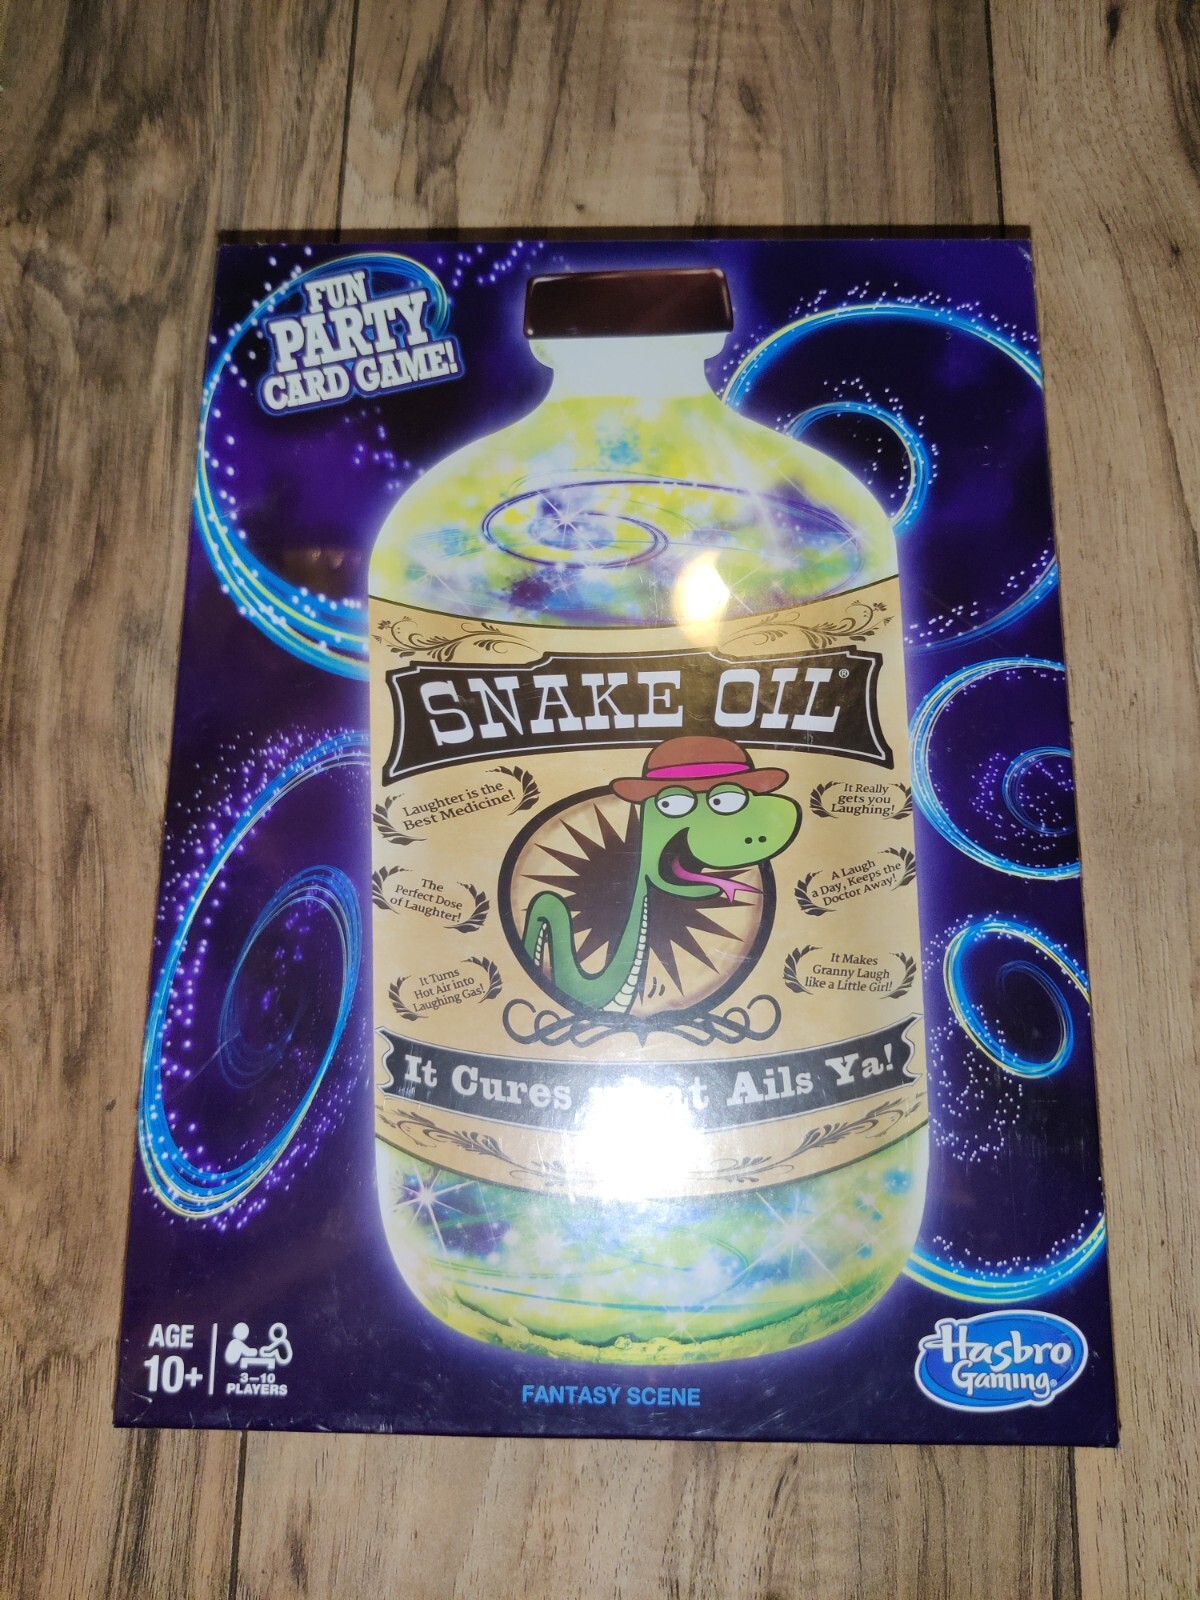 FUN
PARTY
CARD GAME!
SNAKE OIL®
Laughter is the
Best Medicine!
It Really
gets you
Laughing!
The
Perfect Dose
of Laughter!
A Laugh
a Day, Keeps the
Doctor Away!
It Turns
Hot Air into
Laughing Gas!
It Makes
Granny Laugh
like a Little Girl!
It Cures Ails Ya!
AGE
10+
3–10
PLAYERS
FANTASY SCENE
Hasbro
Gaming®